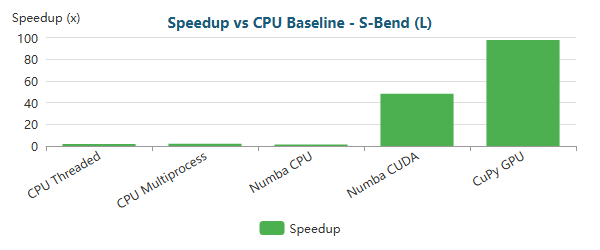 Speedup (x)
Speedup vs CPU Baseline - S-Bend (L)
100
80
60
40
20
0
CPU Threaded
CPU Multiprocess
Numba CPU
Numba CUDA
CuPy GPU
Speedup